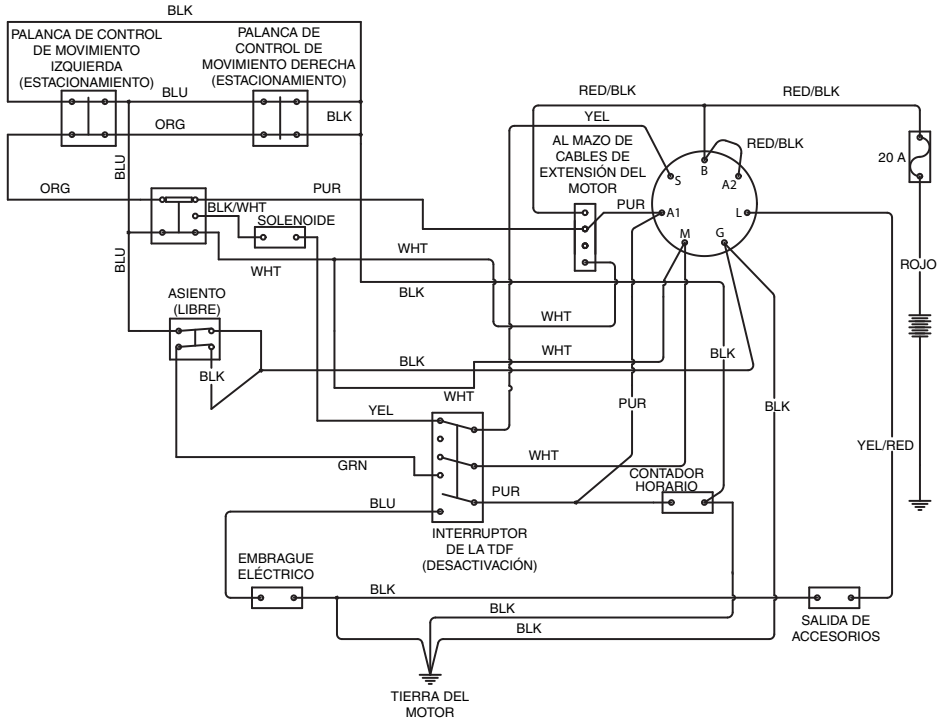 BLK
PALANCA DE CONTROL
DE MOVIMIENTO
IZQUIERDA
(ESTACIONAMIENTO)
PALANCA DE
CONTROL DE
MOVIMIENTO DERECHA
(ESTACIONAMIENTO)
BLU
BLK
ORG
BLU
ORG
PUR
BLK/WHT
SOLENOIDE
WHT
WHT
BLU
BLK
ASIENTO
(LIBRE)
BLK
BLK
WHT
WHT
WHT
RED/BLK
RED/BLK
YEL
AL MAZO DE
CABLES DE
EXTENSIÓN DEL
MOTOR
RED/BLK
20 A
B
S
A2
PUR
A1
L
M
G
ROJO
BLK
PUR
BLK
YEL/RED
YEL
GRN
WHT
CONTADOR
HORARIO
PUR
BLU
INTERRUPTOR
DE LA TDF
(DESACTIVACIÓN)
EMBRAGUE
ELÉCTRICO
BLK
BLK
BLK
SALIDA DE
ACCESORIOS
TIERRA DEL
MOTOR